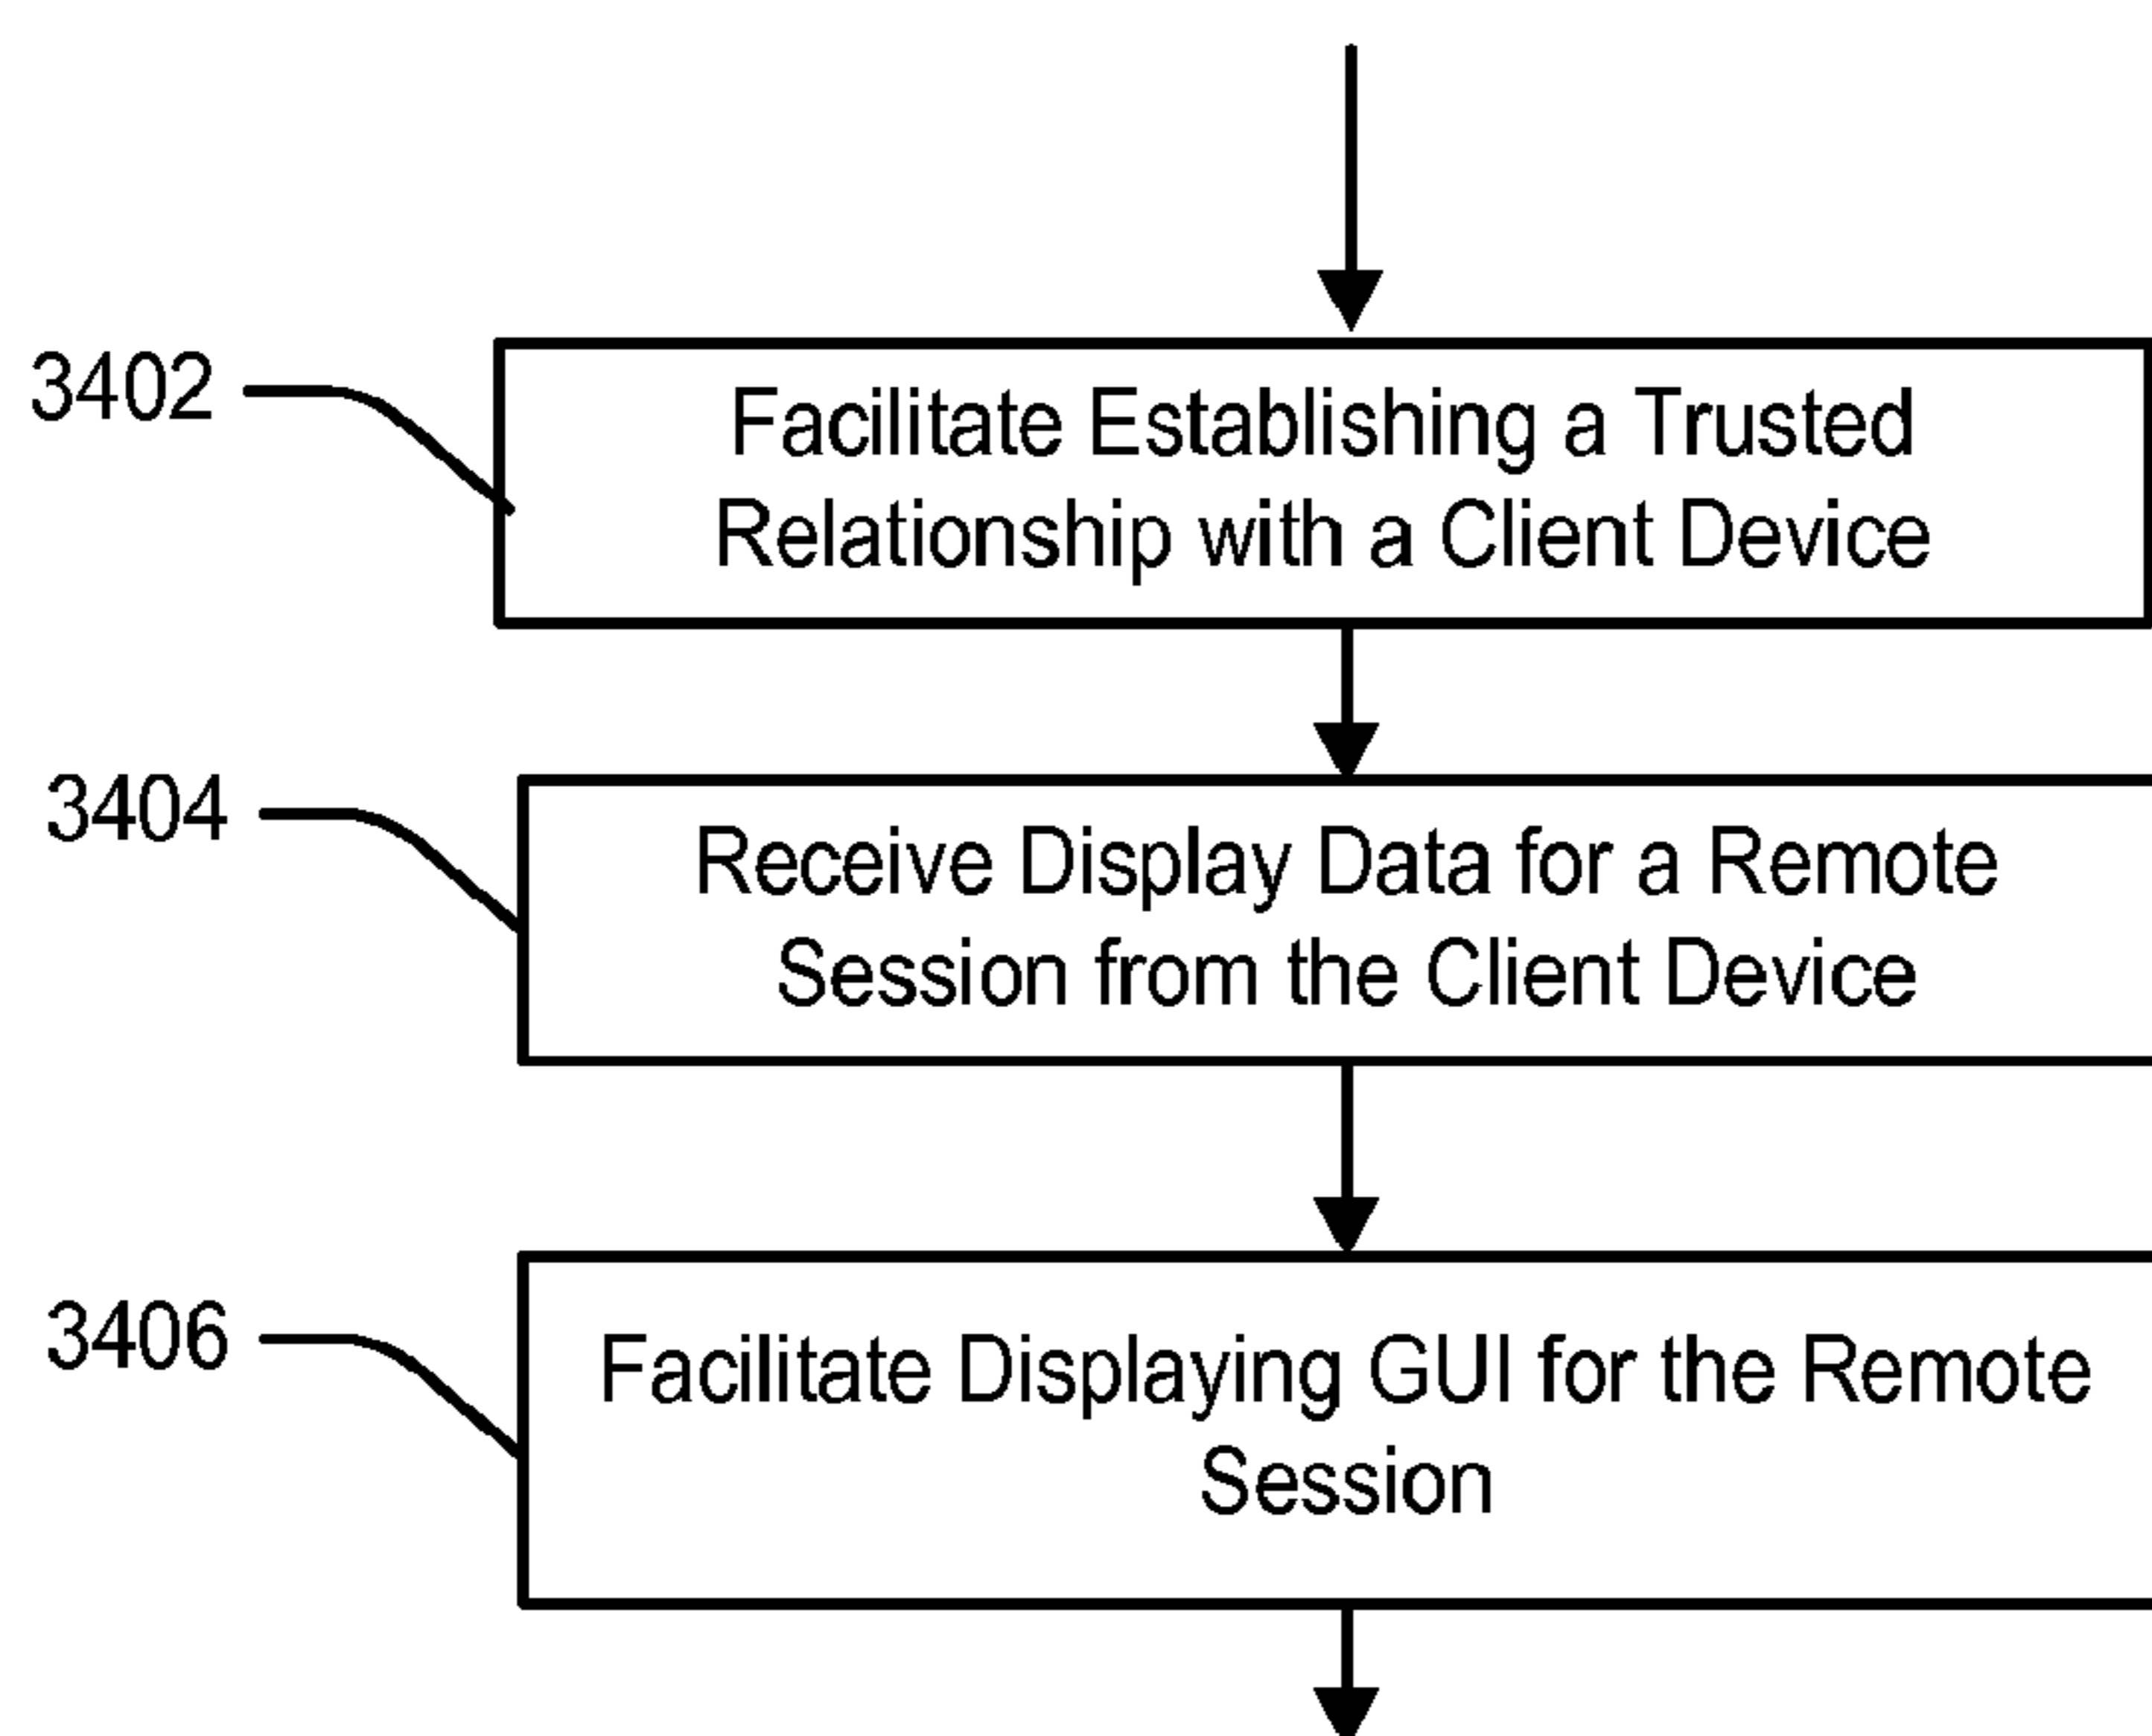 3402
Facilitate Establishing a Trusted
Relationship with a Client Device
3404
Receive Display Data for a Remote
Session from the Client Device
3406
Facilitate Displaying GUI for the Remote
Session